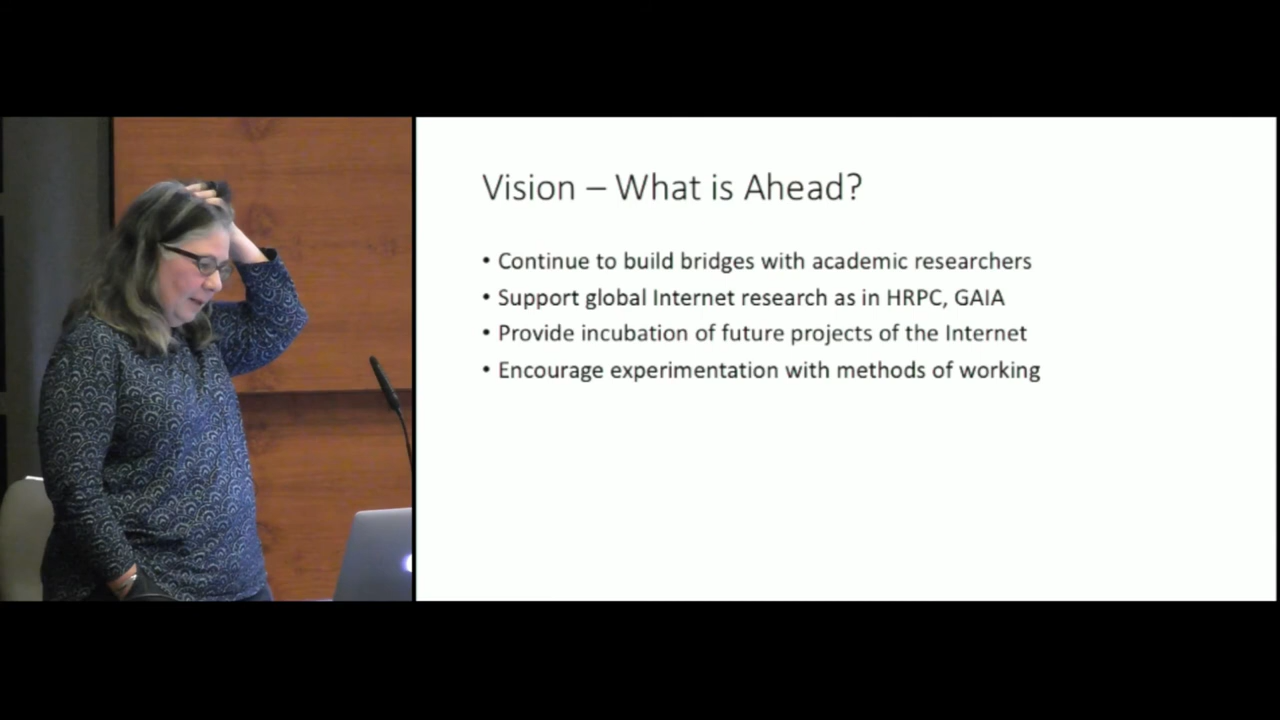 Vision – What is Ahead?
• Continue to build bridges with academic researchers
• Support global Internet research as in HRPC, GAIA
• Provide incubation of future projects of the Internet
• Encourage experimentation with methods of working